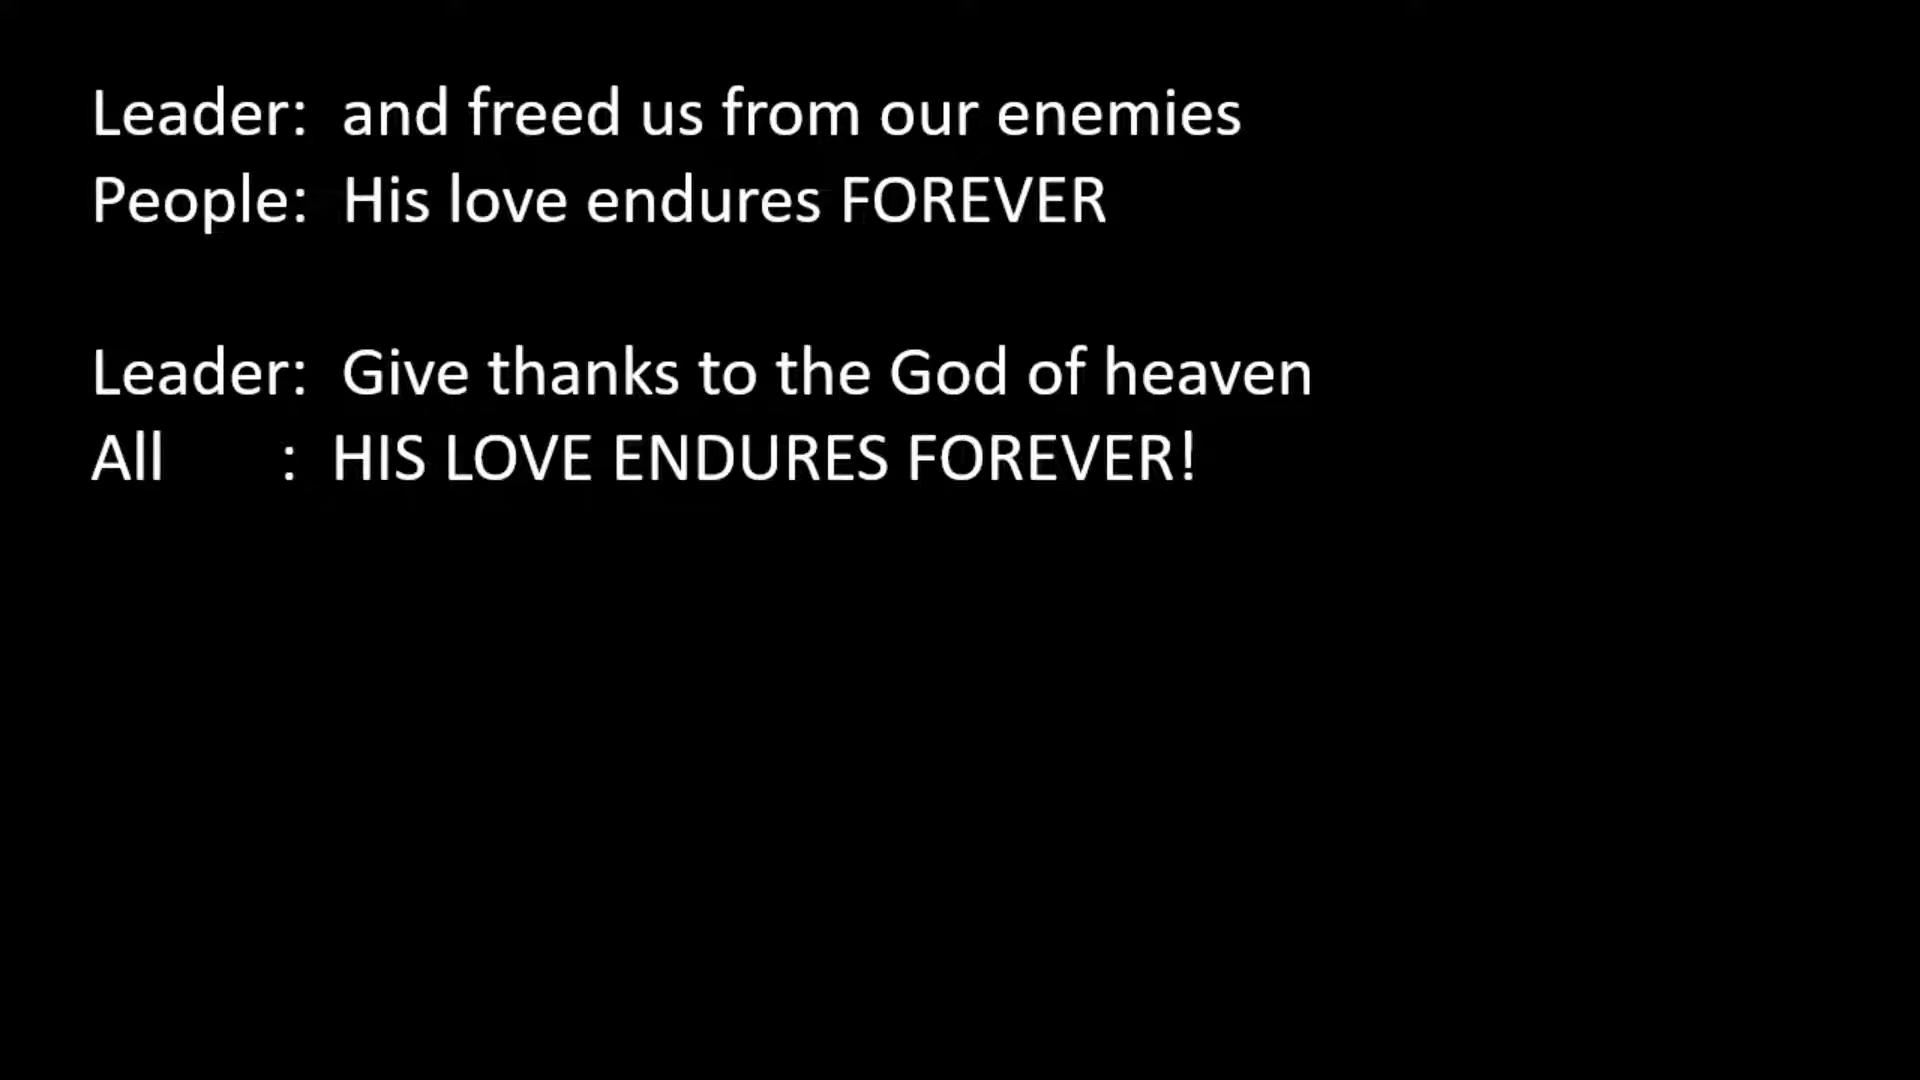 Leader: and freed us from our enemies
People: His love endures FOREVER
Leader: Give thanks to the God of heaven
All : HIS LOVE ENDURES FOREVER!